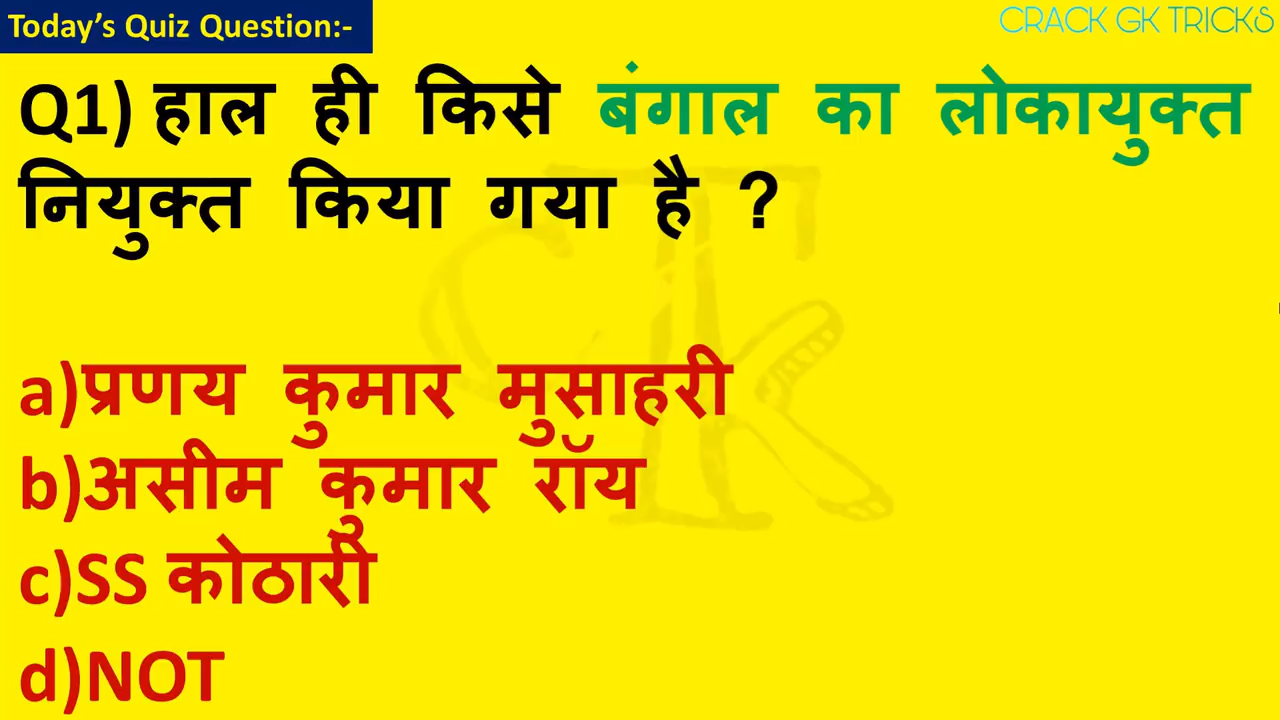 Today’s Quiz Question:-
CRACK GK TRICKS
Q1) हाल ही किसे बंगाल का लोकायुक्त
नियुक्त किया गया है ?
a)प्रणय कुमार मुसाहरी
b)असीम कुमार रॉय
c)SS कोठारी
d)NOT